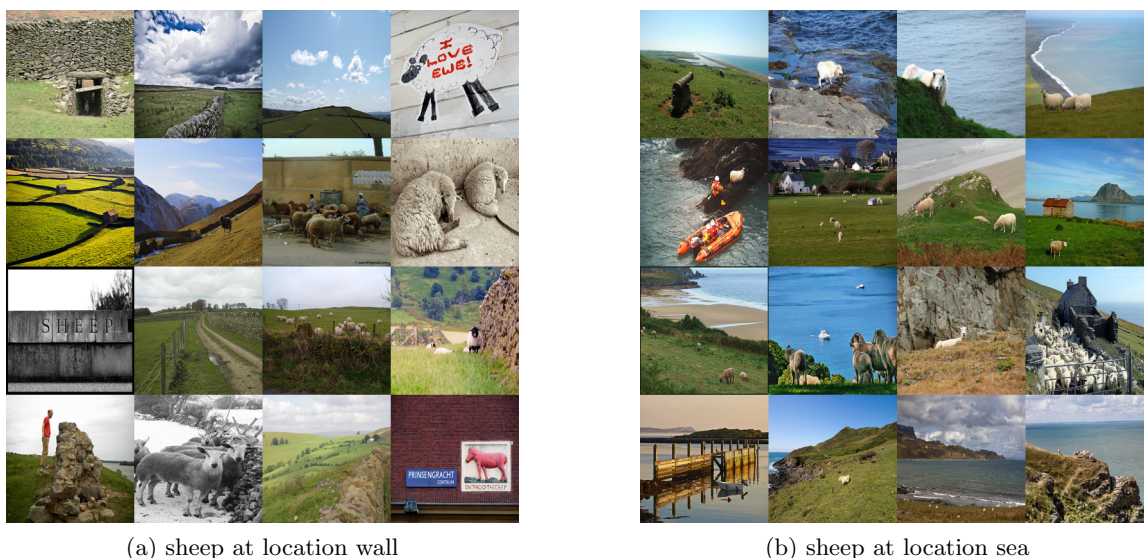 I
LOVE
EWE!
SHEEP
PRINSENGRACHT
CENTRUM
(a) sheep at location wall
(b) sheep at location sea